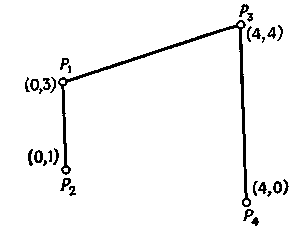 P3
(4,4)
P1
(0,3)
(0,1)
P2
(4,0)
P4